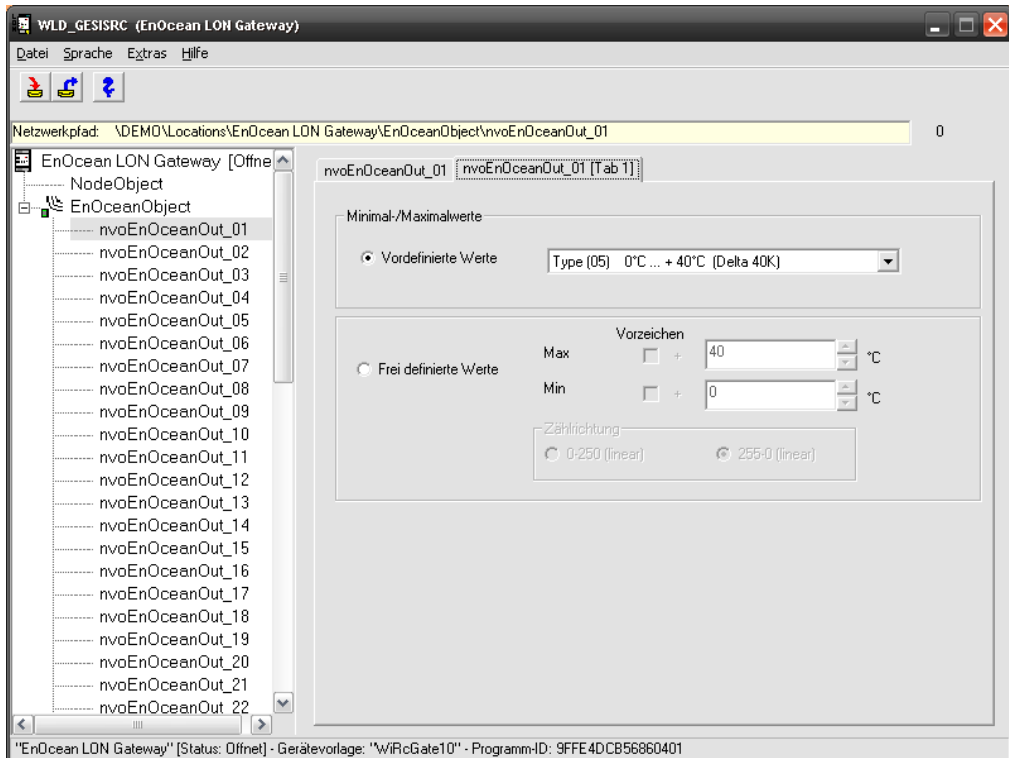 WLD_GESISRC (EnOcean LON Gateway)
Datei Sprache Extras Hilfe
Netzwerkpfad: \DEMO\Locations\EnOcean LON Gateway\EnOceanObject\nvoEnOceanOut_01 0
EnOcean LON Gateway [Offne
NodeObject
EnOceanObject
nvoEnOceanOut_01
nvoEnOceanOut_02
nvoEnOceanOut_03
nvoEnOceanOut_04
nvoEnOceanOut_05
nvoEnOceanOut_06
nvoEnOceanOut_07
nvoEnOceanOut_08
nvoEnOceanOut_09
nvoEnOceanOut_10
nvoEnOceanOut_11
nvoEnOceanOut_12
nvoEnOceanOut_13
nvoEnOceanOut_14
nvoEnOceanOut_15
nvoEnOceanOut_16
nvoEnOceanOut_17
nvoEnOceanOut_18
nvoEnOceanOut_19
nvoEnOceanOut_20
nvoEnOceanOut_21
nvoEnOceanOut_22
nvoEnOceanOut_01 nvoEnOceanOut_01 [Tab 1]
Minimal-/Maximalwerte
Vordefinierte Werte Type (05) 0°C ... + 40°C (Delta 40K)
Vorzeichen
Frei definierte Werte
Max + 40 °C
Min + 0 °C
Zählrichtung
0-250 (linear) 255-0 (linear)
"EnOcean LON Gateway" [Status: Offnet] - Gerätevorlage: "WiRcGate10" - Programm-ID: 9FFE4DCB56860401